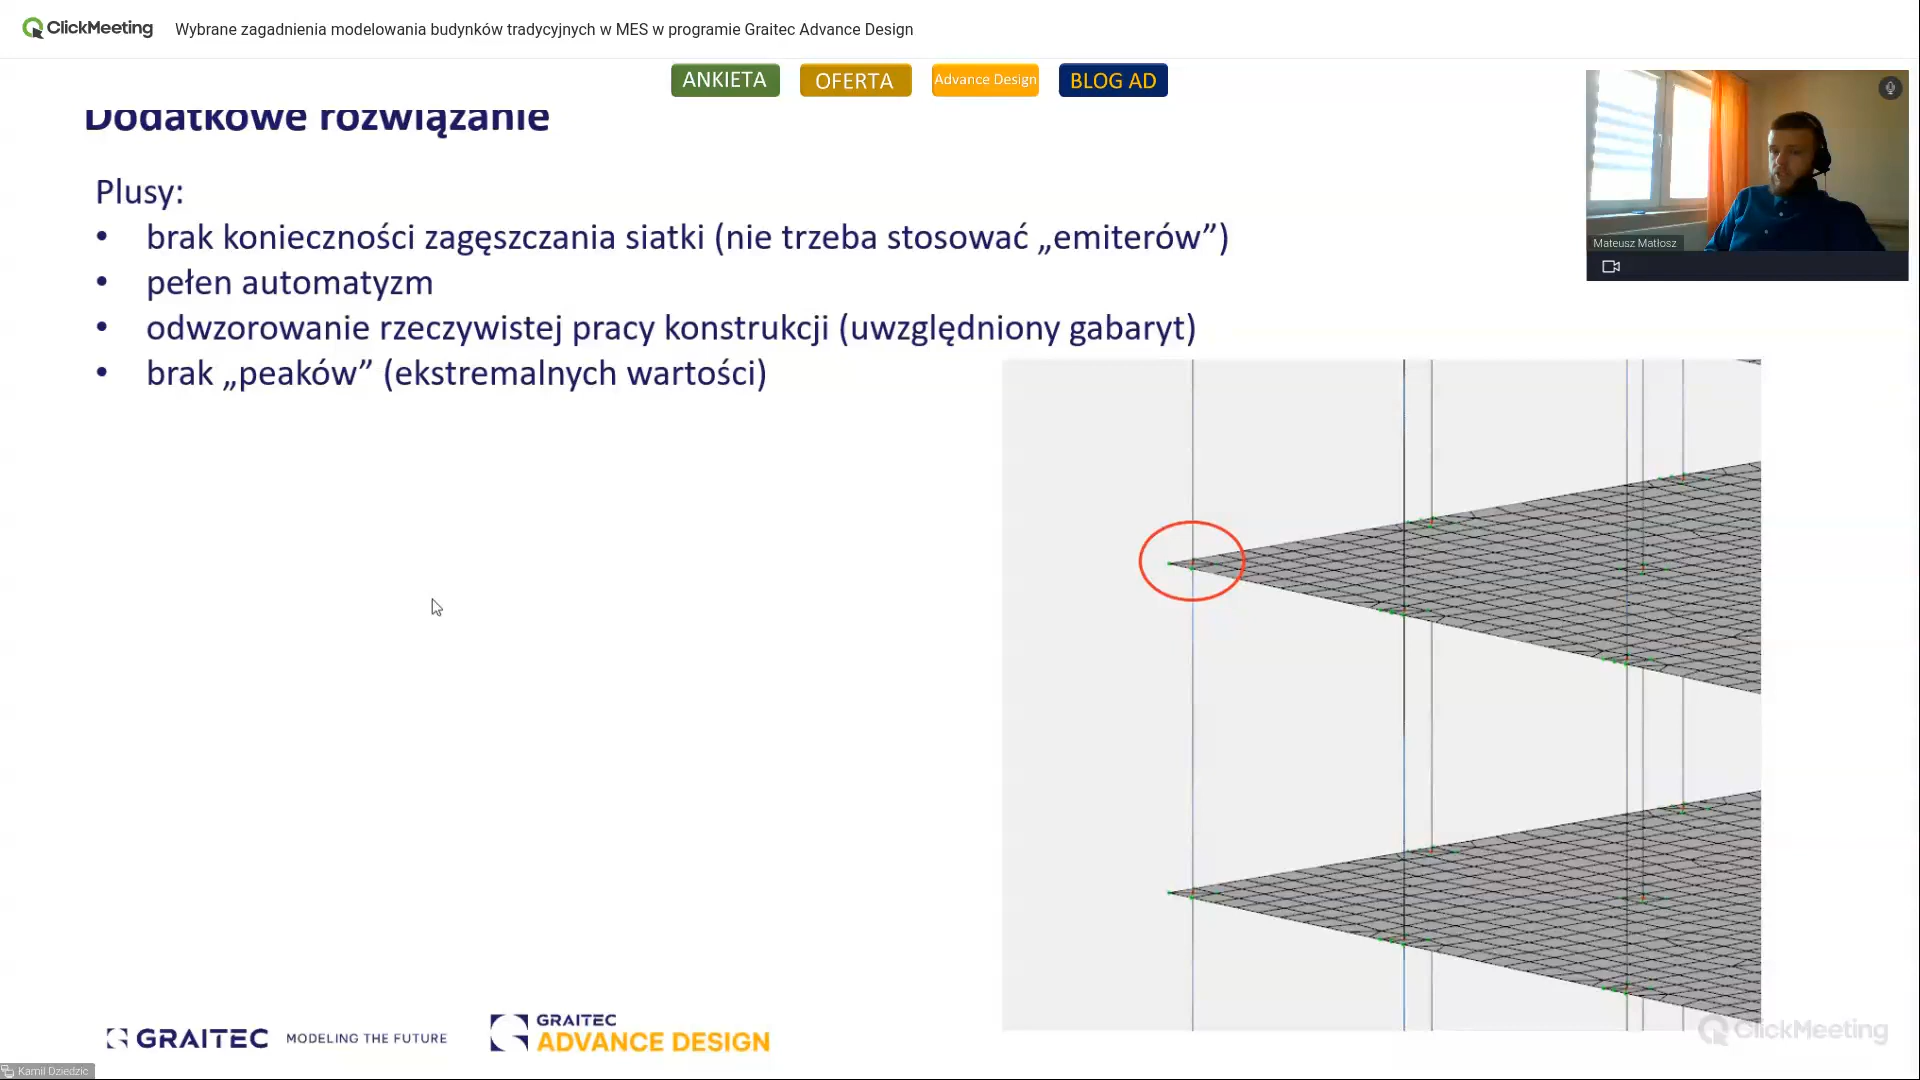 ClickMeeting
Wybrane zagadnienia modelowania budynków tradycyjnych w MES w programie Graitec Advance Design
ANKIETA
OFERTA
Advance Design
BLOG AD
Dodatkowe rozwiązanie
Plusy:
• brak konieczności zagęszczania siatki (nie trzeba stosować „emiterów”)
• pełen automatyzm
• odwzorowanie rzeczywistej pracy konstrukcji (uwzględniony gabaryt)
• brak „peaków” (ekstremalnych wartości)
Mateusz Matłosz
GRAITEC MODELING THE FUTURE
GRAITEC
ADVANCE DESIGN
ClickMeeting
Kamil Dziedzic